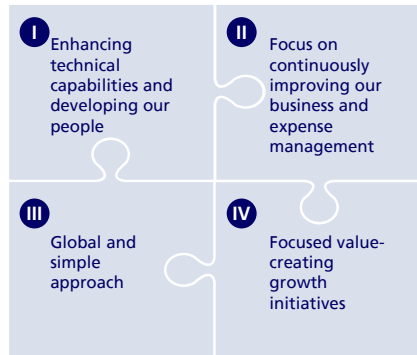 I
Enhancing
technical
capabilities and
developing our
people
II
Focus on
continuously
improving our
business and
expense
management
III
Global and
simple
approach
IV
Focused value-
creating
growth
initiatives